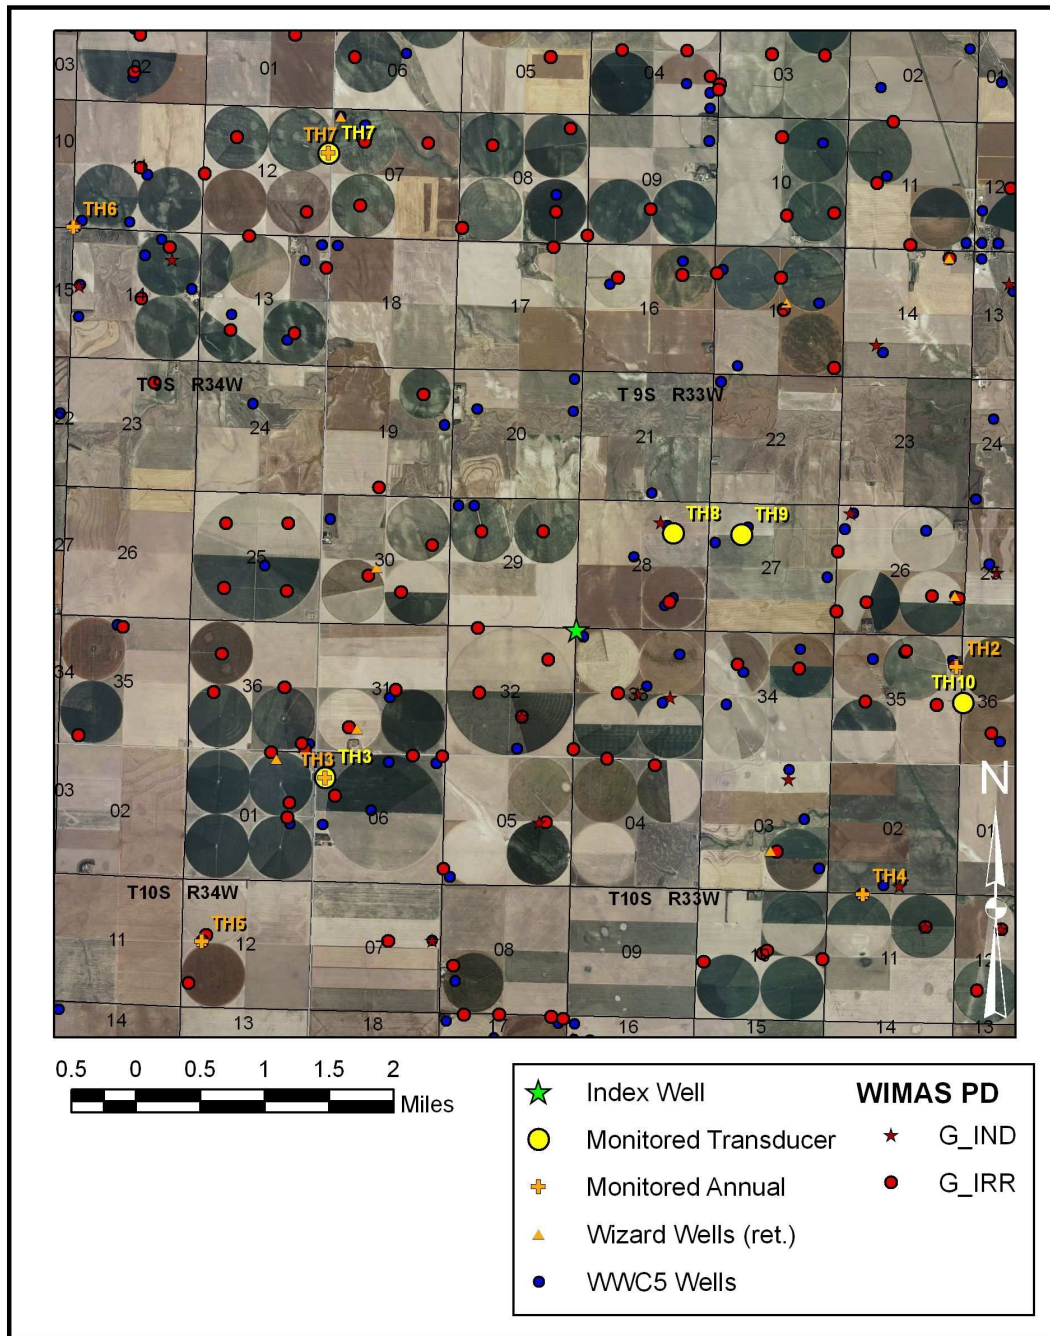 03 02 01 06 05 04 03 02 01
TH7 TH7
10 11 12 07 08 09 10 11 12
TH6
15 14 13 18 17 16 15 14 13
T 9S R34W T 9S R33W
22 23 24 19 20 21 22 23 24
TH8 TH9
27 26 25 30 29 28 27 26 25
TH2
TH10
34 35 36 31 32 33 34 35 36
TH3 TH3
N
03 02 01 06 05 04 03 02 01
TH4
T10S R34W T10S R33W
TH5
11 12 07 08 09 10 11 12
14 13 18 17 16 15 14 13
0.5 0 0.5 1 1.5 2
Miles
Index Well
Monitored Transducer
Monitored Annual
Wizard Wells (ret.)
WWC5 Wells
WIMAS PD
G_IND
G_IRR